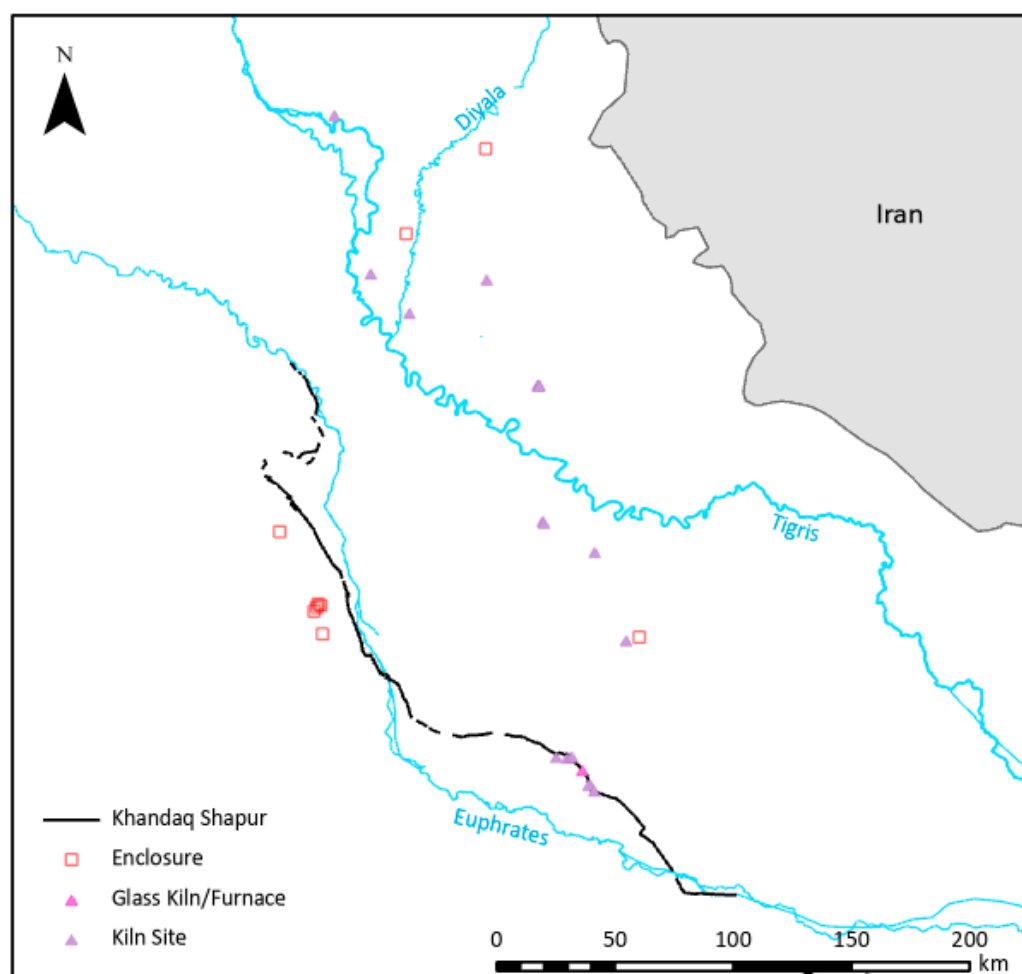 N
Diyala
Iran
Tigris
Euphrates
Khandaq Shapur
Enclosure
Glass Kiln/Furnace
Kiln Site
0 50 100 150 200
km